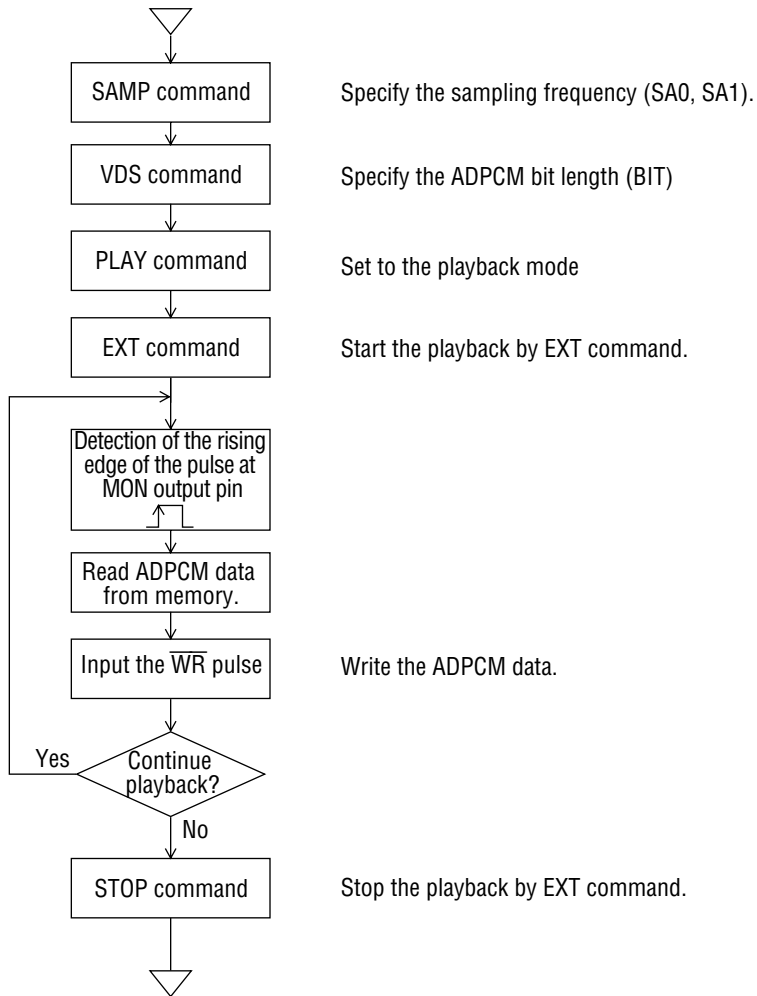 SAMP command
Specify the sampling frequency (SA0, SA1).
VDS command
Specify the ADPCM bit length (BIT)
PLAY command
Set to the playback mode
EXT command
Start the playback by EXT command.
Detection of the rising
edge of the pulse at
MON output pin
Read ADPCM data
from memory.
Input the W̅R̅ pulse
Write the ADPCM data.
Yes
Continue
playback?
No
STOP command
Stop the playback by EXT command.